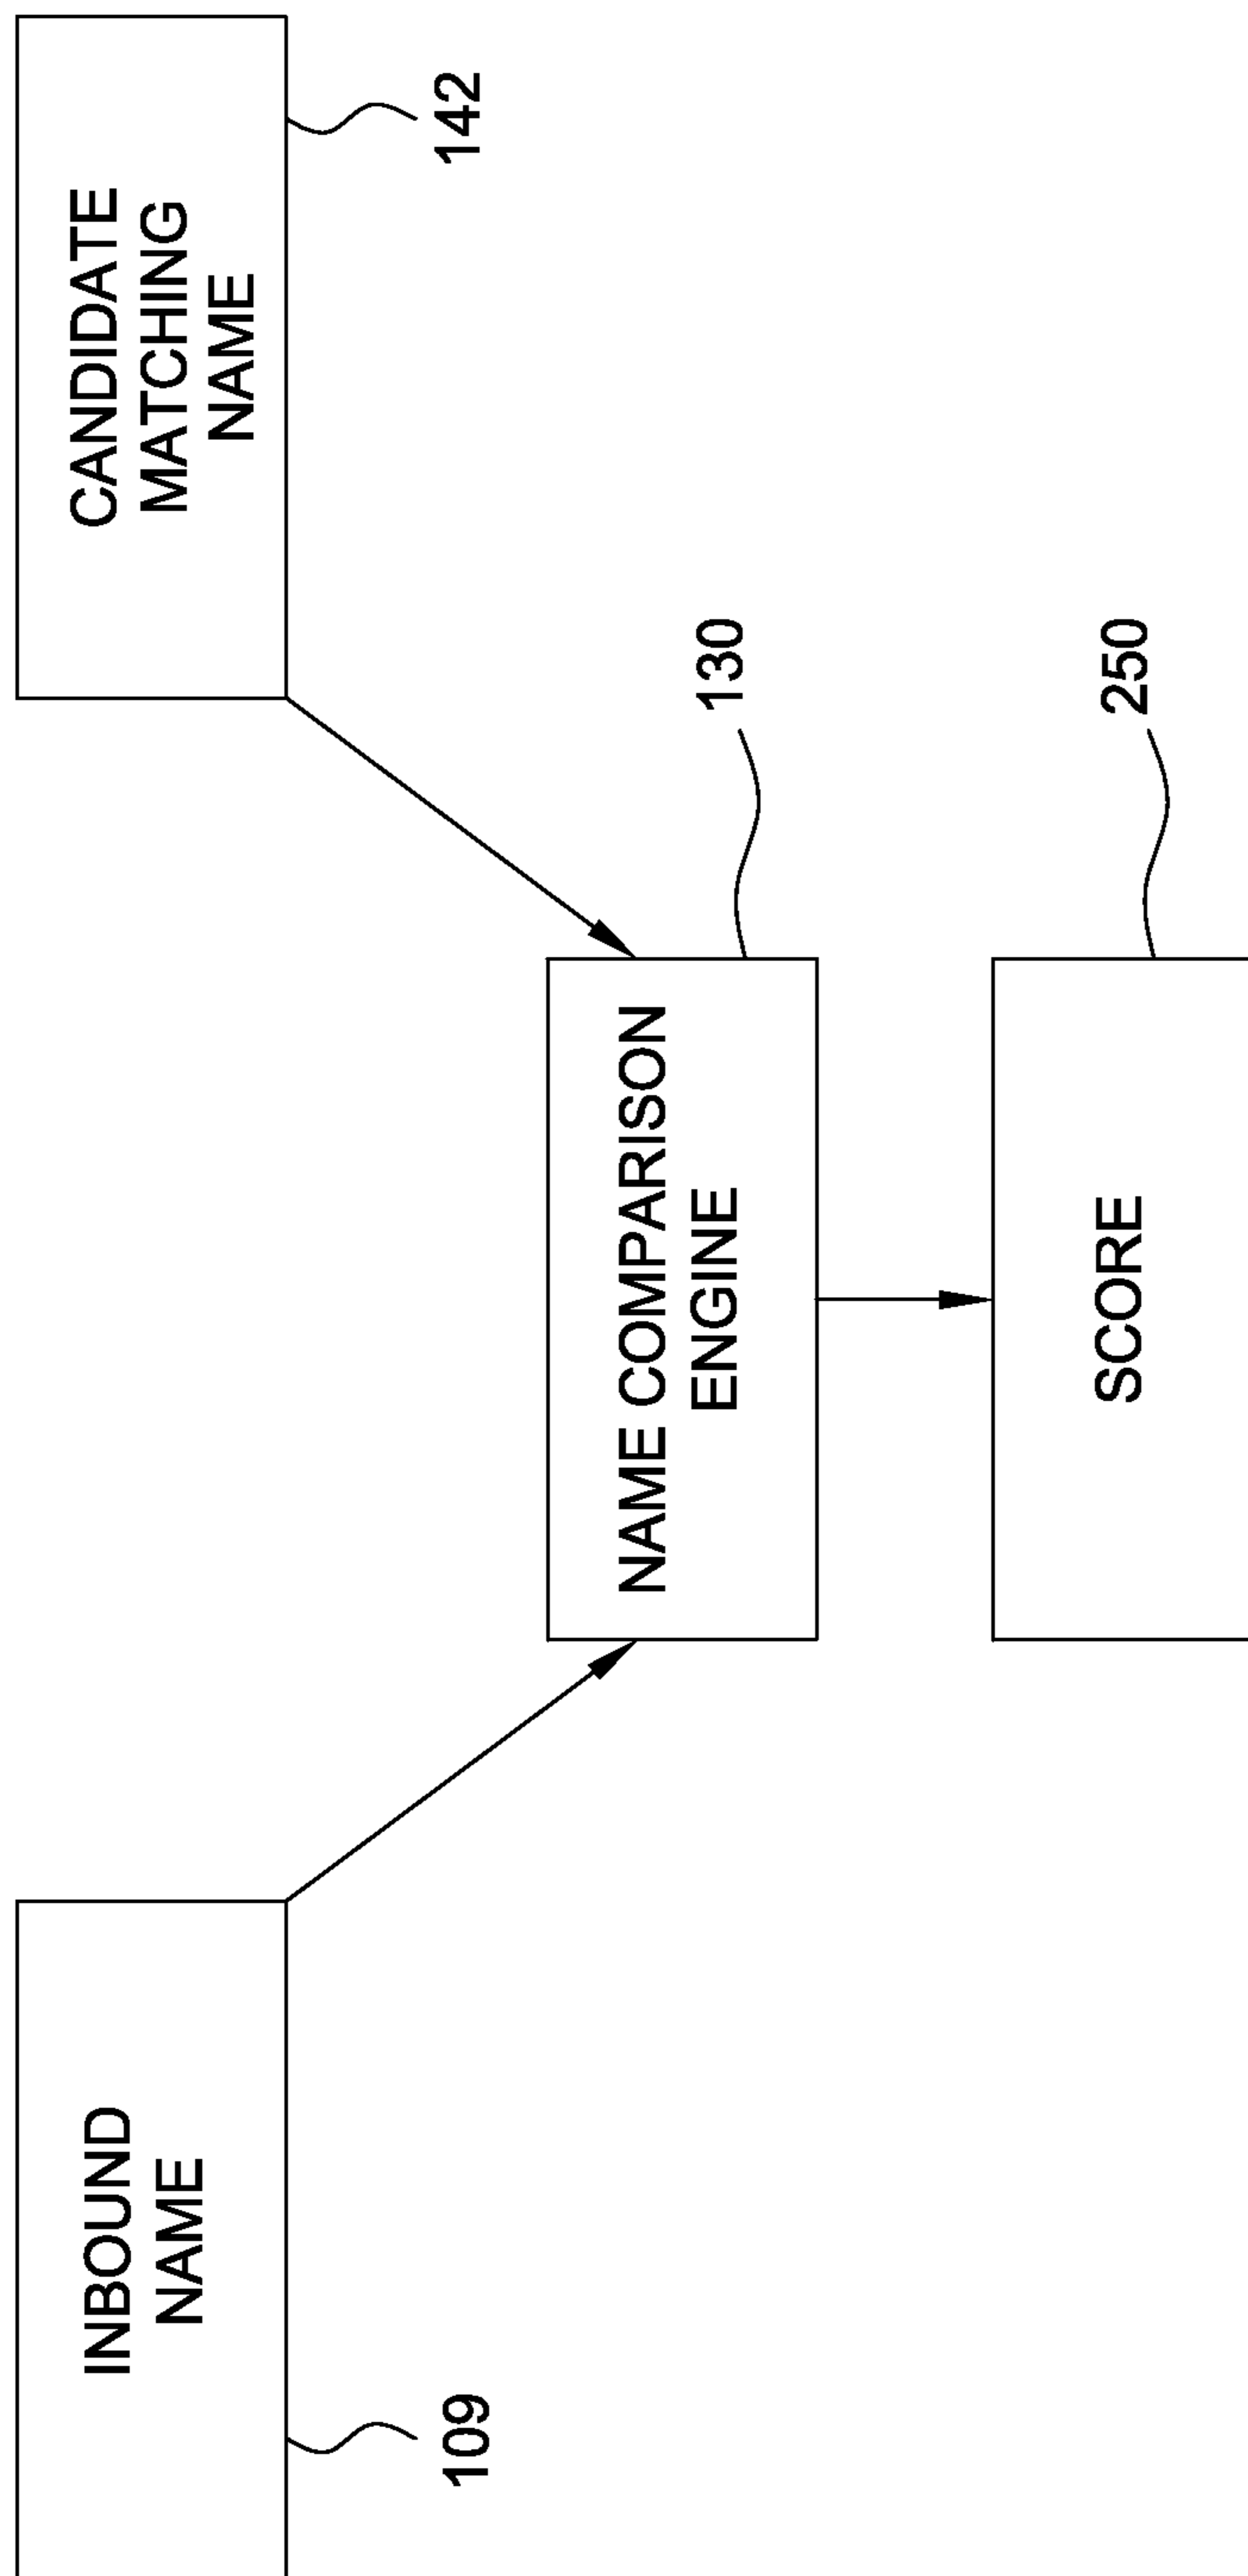 INBOUND
NAME
109
CANDIDATE
MATCHING
NAME
142
NAME COMPARISON
ENGINE
130
SCORE
250